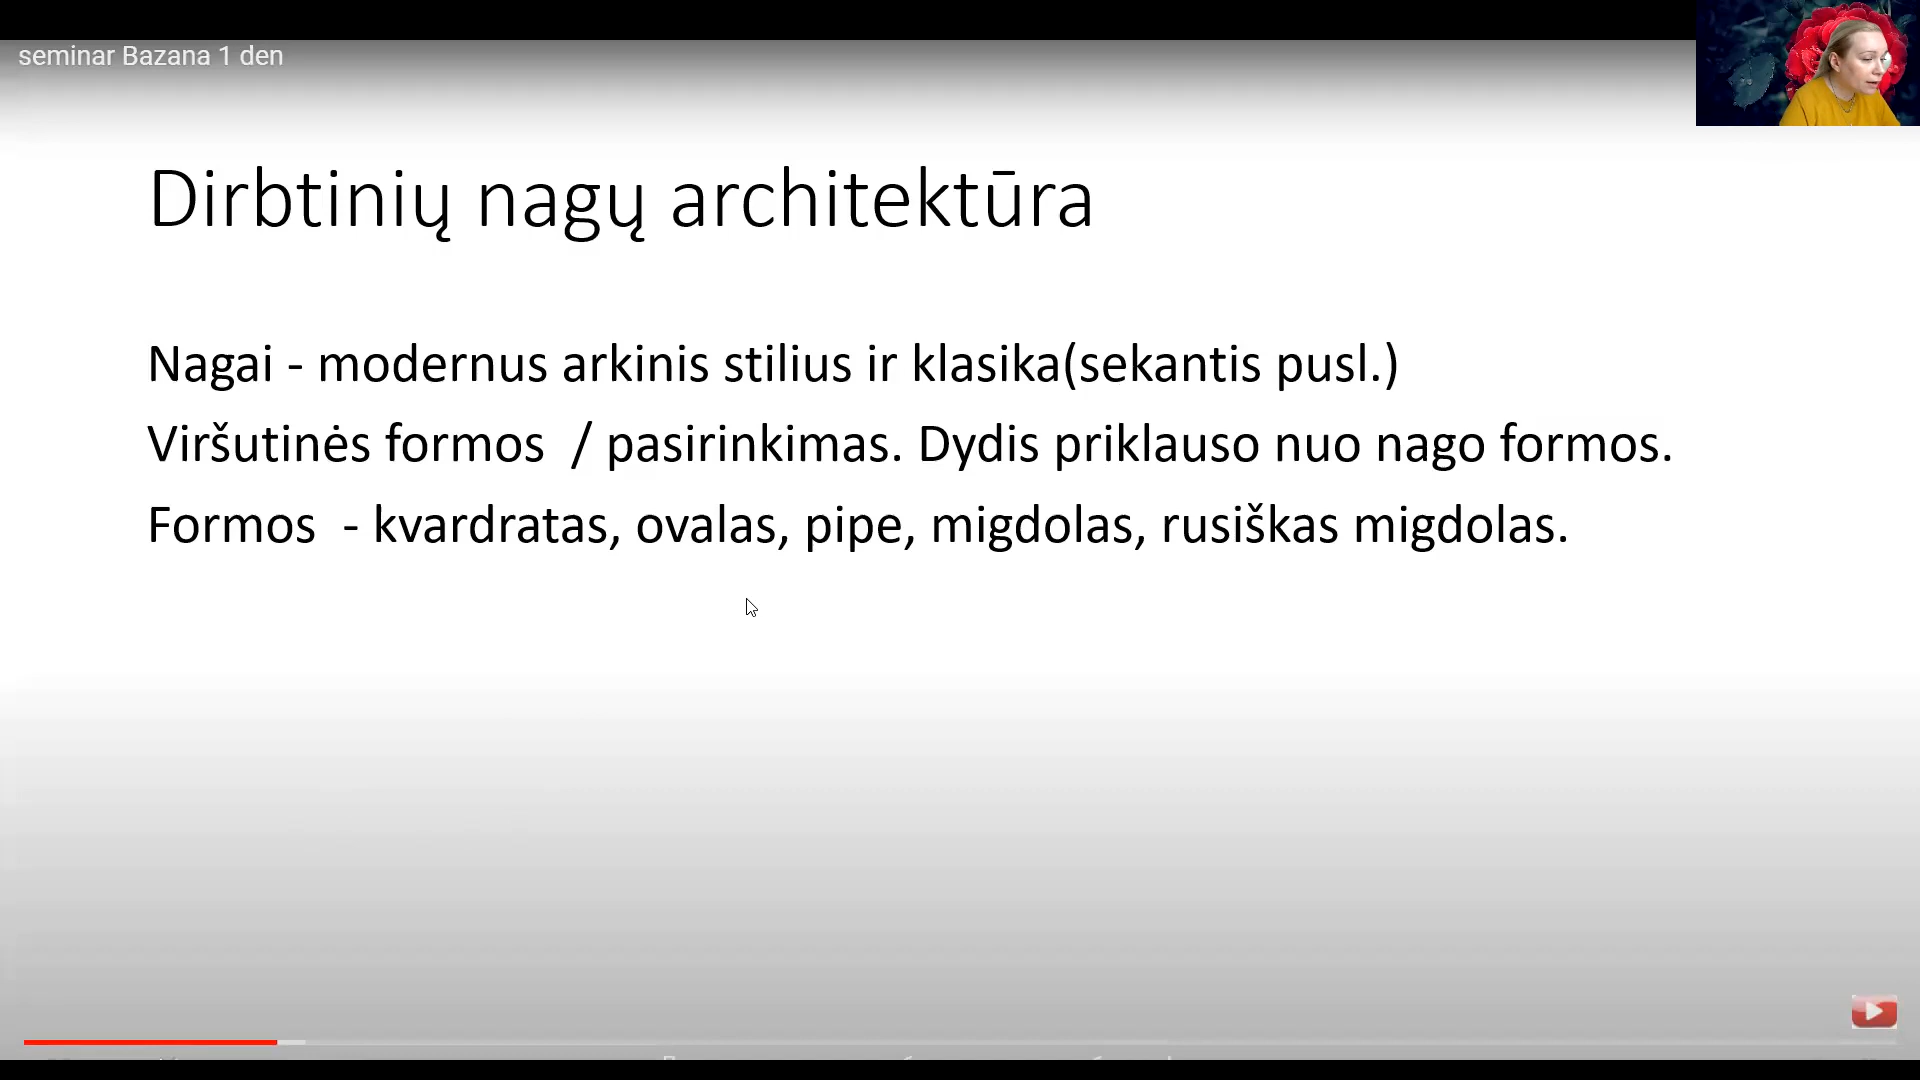 seminar Bazana 1 den
Dirbtinių nagų architektūra
Nagai - modernus arkinis stilius ir klasika(sekantis pusl.)
Viršutinės formos / pasirinkimas. Dydis priklauso nuo nago formos.
Formos - kvardratas, ovalas, pipe, migdolas, rusiškas migdolas.